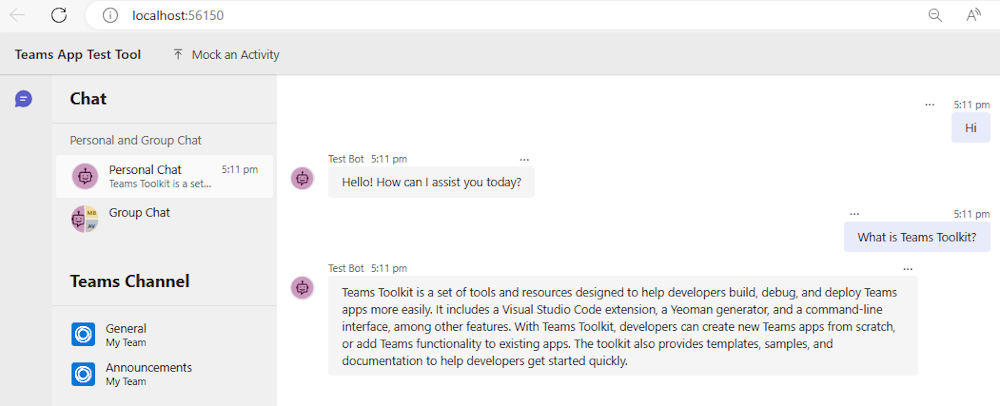 localhost:56150
Teams App Test Tool
Mock an Activity
Chat
Personal and Group Chat
Personal Chat 5:11 pm
Teams Toolkit is a set...
Group Chat
MB
AV
Teams Channel
General
My Team
Announcements
My Team
... 5:11 pm
Hi
Test Bot 5:11 pm ...
Hello! How can I assist you today?
... 5:11 pm
What is Teams Toolkit?
Test Bot 5:11 pm ...
Teams Toolkit is a set of tools and resources designed to help developers build, debug, and deploy Teams
apps more easily. It includes a Visual Studio Code extension, a Yeoman generator, and a command-line
interface, among other features. With Teams Toolkit, developers can create new Teams apps from scratch,
or add Teams functionality to existing apps. The toolkit also provides templates, samples, and
documentation to help developers get started quickly.